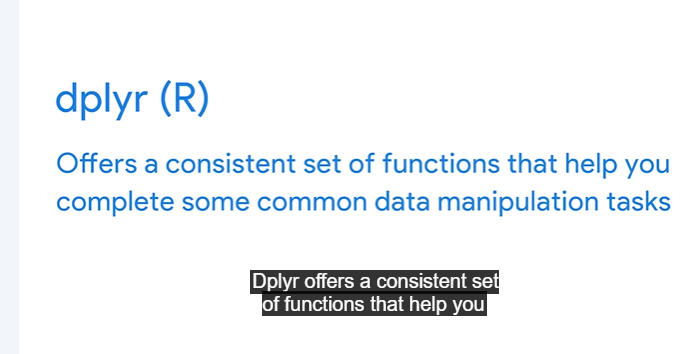 dplyr (R)
Offers a consistent set of functions that help you
complete some common data manipulation tasks
Dplyr offers a consistent set
of functions that help you